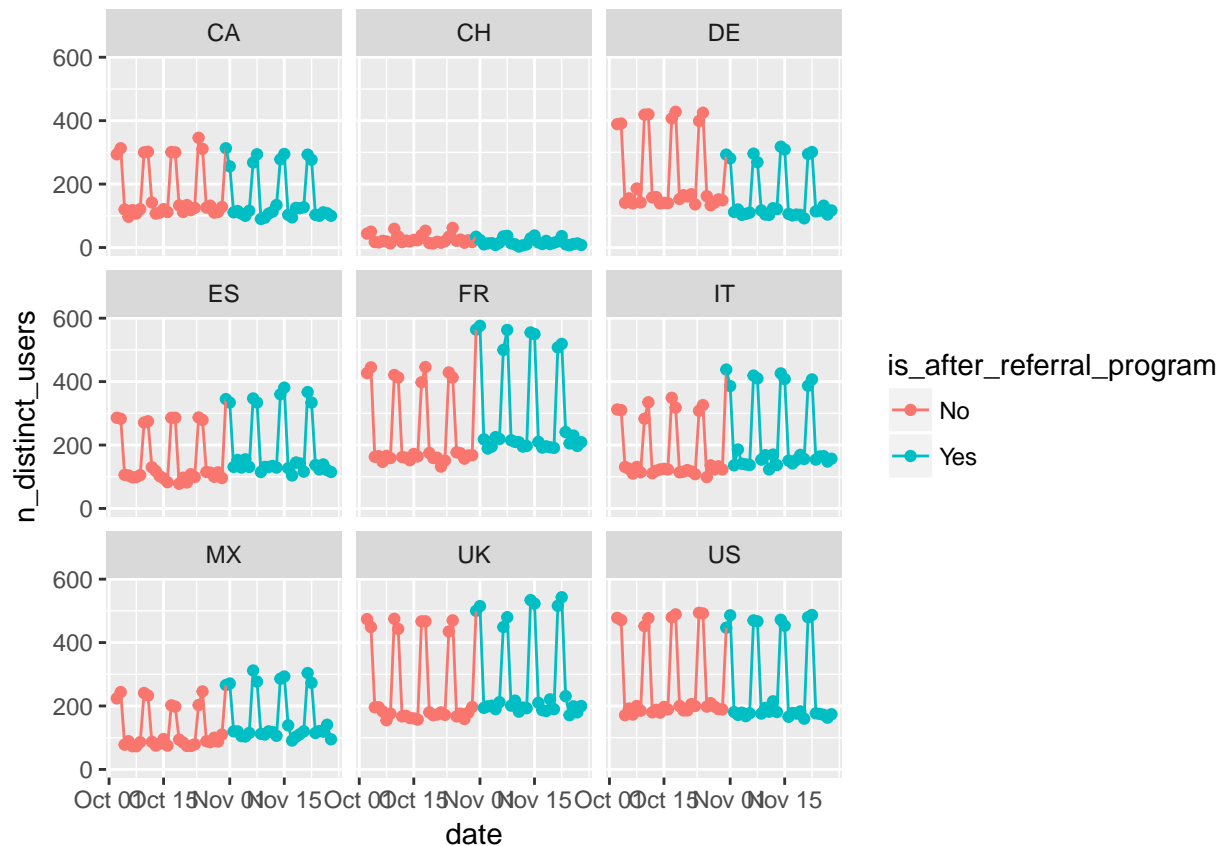 CA CH DE
600
400
200
0
ES FR IT
600
400
200
0
MX UK US
600
400
200
0
Oct 01 Oct 15 Nov 01 Nov 15 Oct 01 Oct 15 Nov 01 Nov 15 Oct 01 Oct 15 Nov 01 Nov 15
date
n_distinct_users
is_after_referral_program
No
Yes